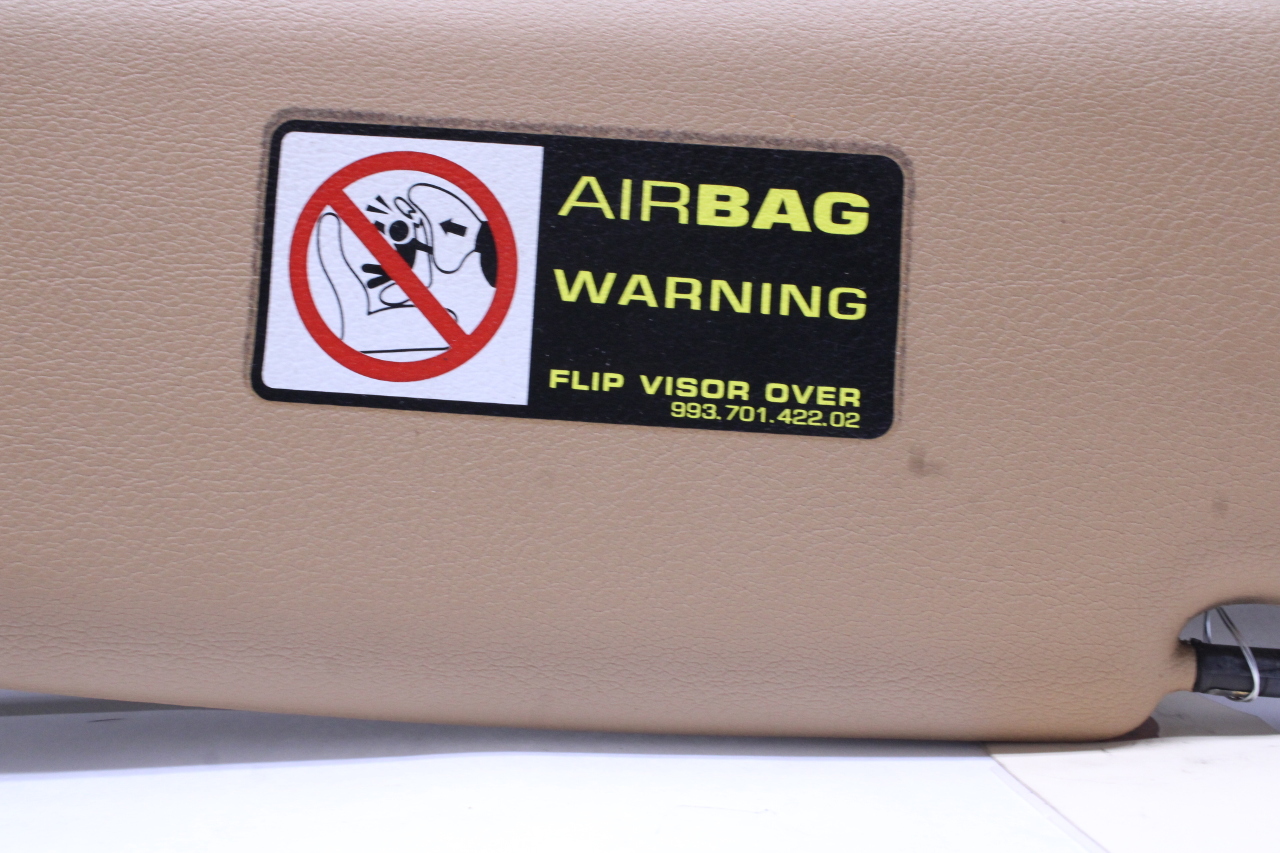 AIRBAG
WARNING
FLIP VISOR OVER
993.701.422.02